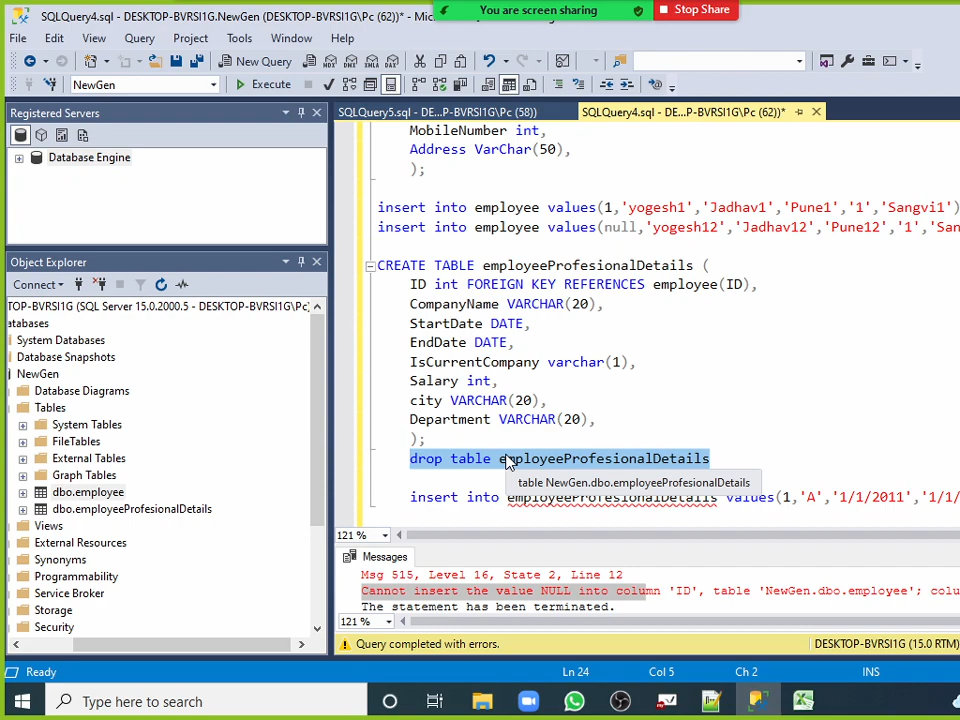 You are screen sharing
Stop Share
SQLQuery4.sql - DESKTOP-BVRSI1G.NewGen (DESKTOP-BVRSI1G\Pc (62))* - Mic
File Edit View Query Project Tools Window Help
New Query
MDX DMX XMLA DAX
NewGen
Execute
Registered Servers
SQLQuery5.sql - DE...P-BVRSI1G\Pc (58))
SQLQuery4.sql - DE...P-BVRSI1G\Pc (62))*
Database Engine
MobileNumber int,
Address VarChar(50),
);
insert into employee values(1,'yogesh1','Jadhav1','Pune1','1','Sangvi1')
insert into employee values(null,'yogesh12','Jadhav12','Pune12','1','San
CREATE TABLE employeeProfesionalDetails (
ID int FOREIGN KEY REFERENCES employee(ID),
CompanyName VARCHAR(20),
StartDate DATE,
EndDate DATE,
IsCurrentCompany varchar(1),
Salary int,
city VARCHAR(20),
Department VARCHAR(20),
);
drop table employeeProfesionalDetails
table NewGen.dbo.employeeProfesionalDetails
insert into employeeProfesionalDetails values(1,'A','1/1/2011','1/1/
Object Explorer
Connect
TOP-BVRSI1G (SQL Server 15.0.2000.5 - DESKTOP-BVRSI1G\Pc)
atabases
System Databases
Database Snapshots
NewGen
Database Diagrams
Tables
System Tables
FileTables
External Tables
Graph Tables
dbo.employee
dbo.employeeProfesionalDetails
Views
External Resources
Synonyms
Programmability
Service Broker
Storage
Security
121 %
Messages
Msg 515, Level 16, State 2, Line 12
Cannot insert the value NULL into column 'ID', table 'NewGen.dbo.employee'; colu
The statement has been terminated.
121 %
Query completed with errors.
DESKTOP-BVRSI1G (15.0 RTM)
Ready
Ln 24
Col 5
Ch 2
INS
Type here to search